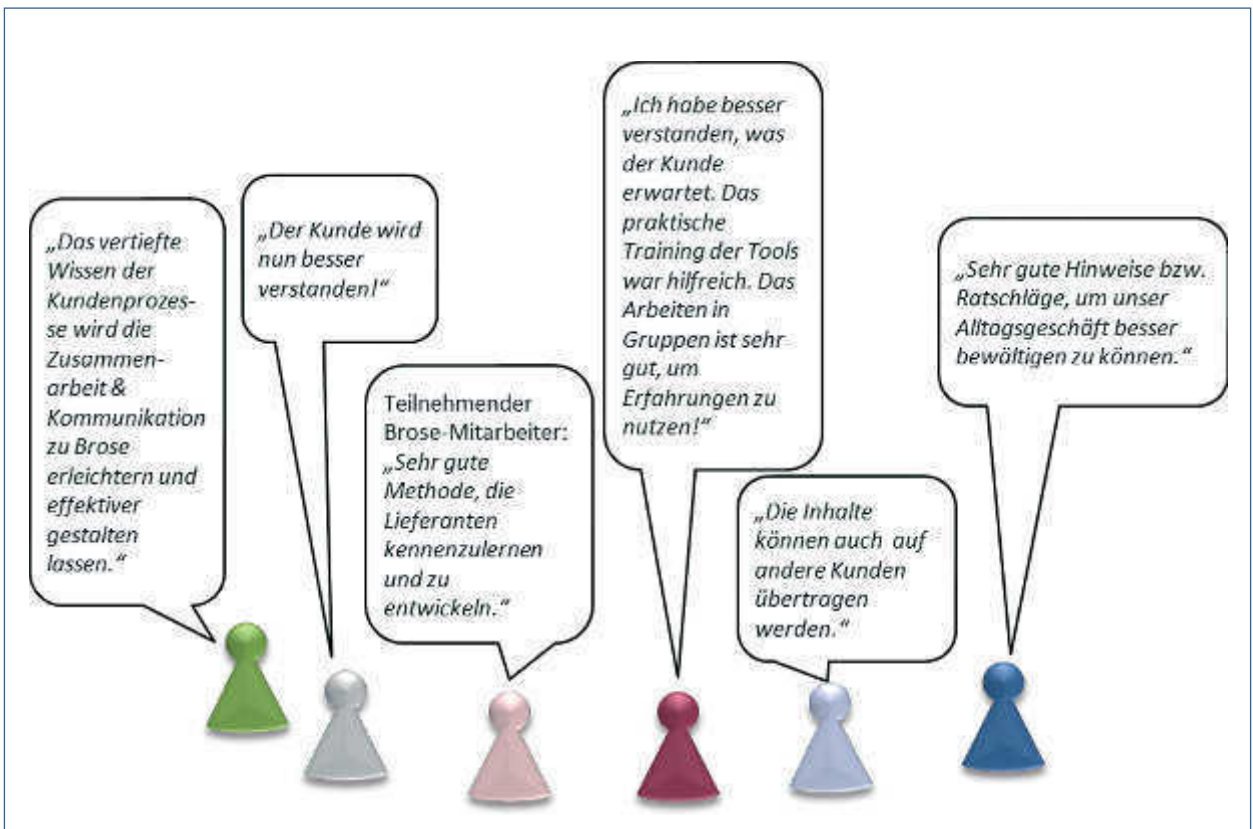 „Das vertiefte
Wissen der
Kundenprozes-
se wird die
Zusammen-
arbeit &
Kommunikation
zu Brose
erleichtern und
effektiver
gestalten
lassen.“
„Der Kunde wird
nun besser
verstanden!“
Teilnehmender
Brose-Mitarbeiter:
„Sehr gute
Methode, die
Lieferanten
kennenzulernen
und zu
entwickeln.“
„Ich habe besser
verstanden, was
der Kunde
erwartet. Das
praktische
Training der Tools
war hilfreich. Das
Arbeiten in
Gruppen ist sehr
gut, um
Erfahrungen zu
nutzen!“
„Die Inhalte
können auch auf
andere Kunden
übertragen
werden.“
„Sehr gute Hinweise bzw.
Ratschläge, um unser
Alltagsgeschäft besser
bewältigen zu können.“